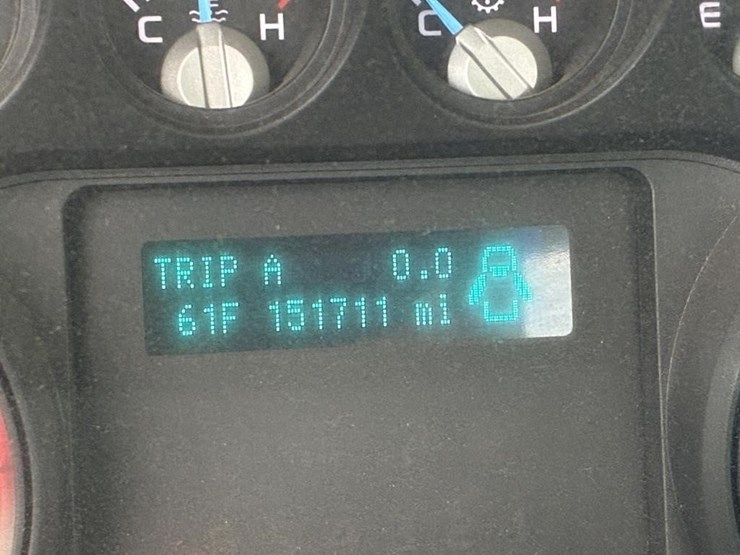 C H C H E
TRIP A 0.0
61F 151711 mi